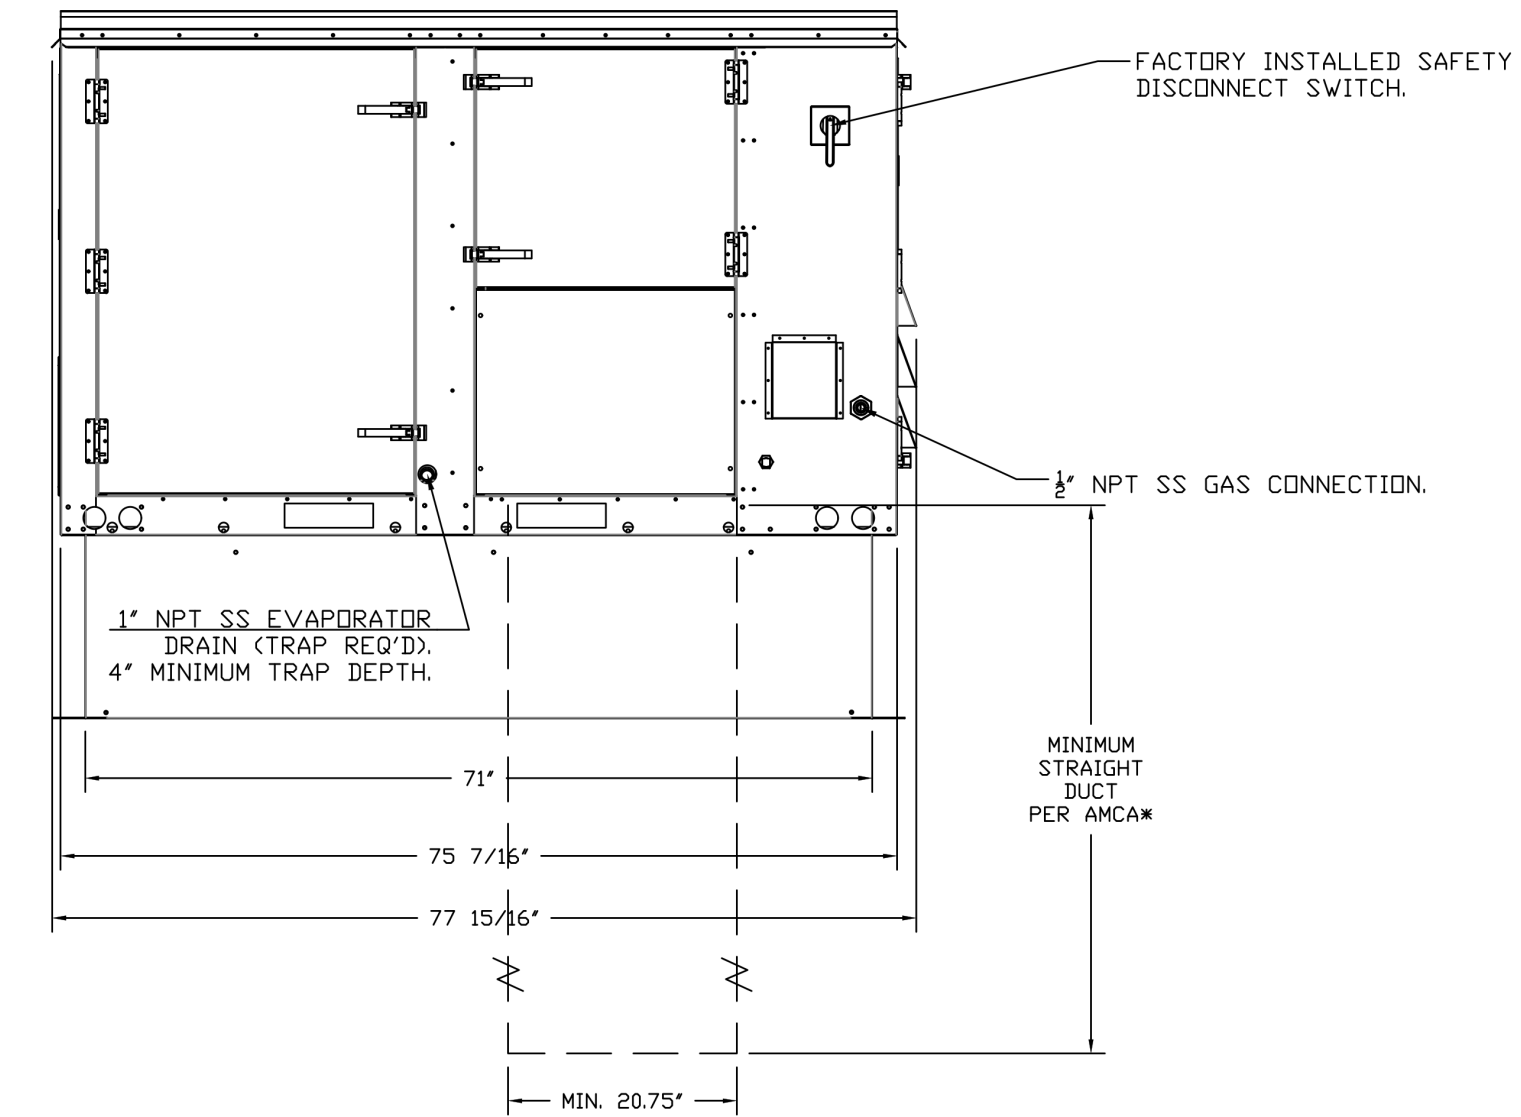 FACTORY INSTALLED SAFETY
DISCONNECT SWITCH.
1/2" NPT SS GAS CONNECTION.
1" NPT SS EVAPORATOR
DRAIN (TRAP REQ'D).
4" MINIMUM TRAP DEPTH.
MINIMUM
STRAIGHT
DUCT
PER AMCA*
71"
75 7/16"
77 15/16"
MIN. 20.75"